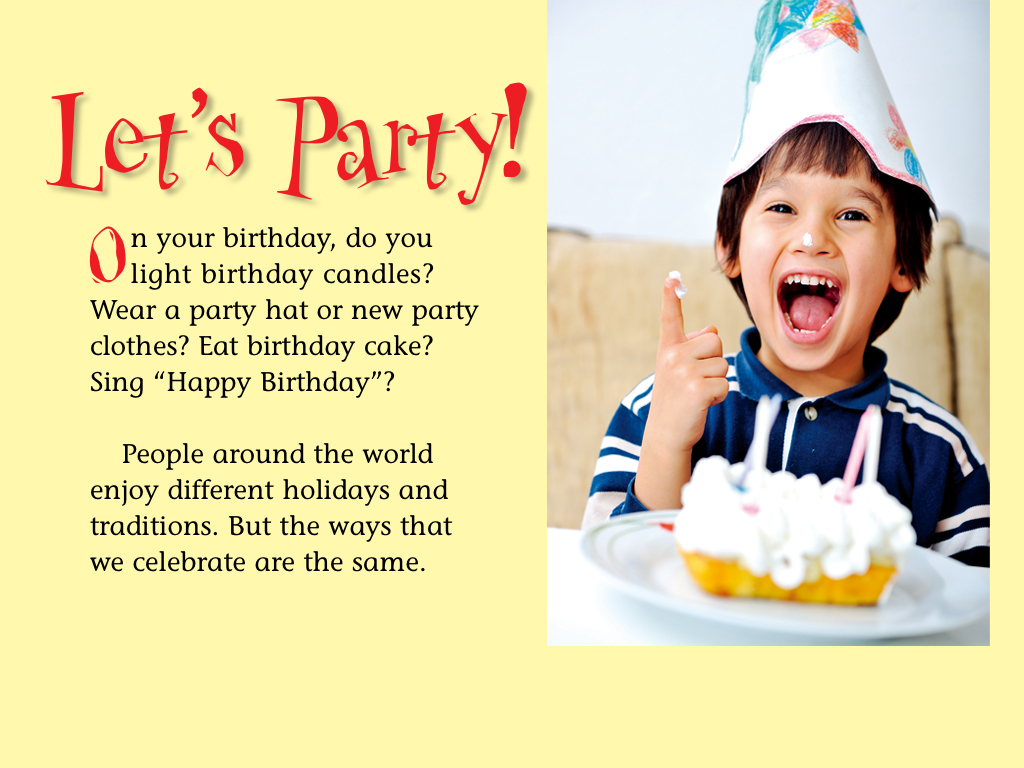 Let’s Party!
On your birthday, do you
light birthday candles?
Wear a party hat or new party
clothes? Eat birthday cake?
Sing “Happy Birthday”?
People around the world
enjoy different holidays and
traditions. But the ways that
we celebrate are the same.